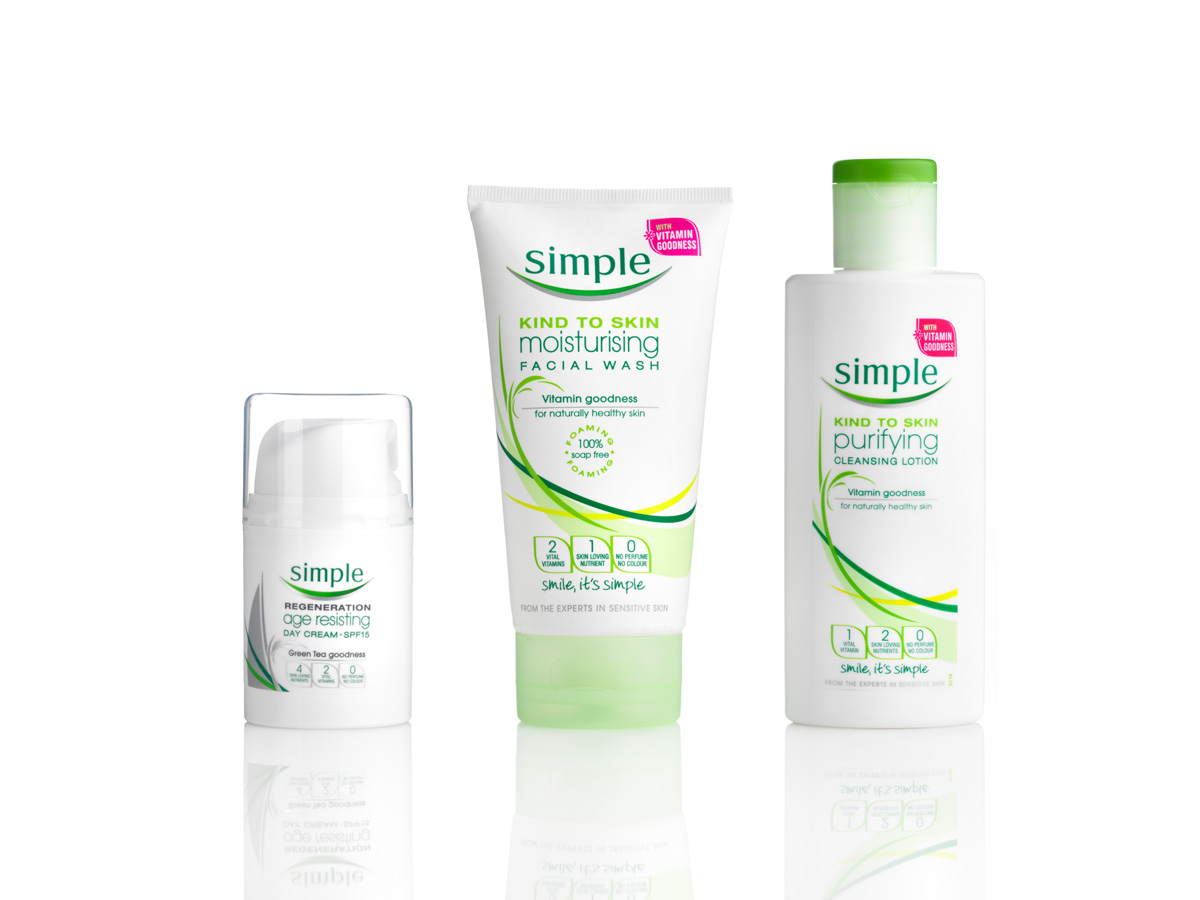 simple
REGENERATION
age resisting
DAY CREAM • SPF15
Green Tea goodness
4
SKIN LOVING
NUTRIENTS
2
VITAL
VITAMINS
0
NO PERFUME
NO COLOUR
WITH
VITAMIN
GOODNESS
simple
KIND TO SKIN
moisturising
FACIAL WASH
Vitamin goodness
for naturally healthy skin
FOAMING
100%
soap free
FOAMING
2
VITAL
VITAMINS
1
SKIN LOVING
NUTRIENT
0
NO PERFUME
NO COLOUR
smile, it's simple
FROM THE EXPERTS IN SENSITIVE SKIN
WITH
VITAMIN
GOODNESS
simple
KIND TO SKIN
purifying
CLEANSING LOTION
Vitamin goodness
for naturally healthy skin
1
VITAL
VITAMIN
2
SKIN LOVING
NUTRIENTS
0
NO PERFUME
NO COLOUR
smile, it's simple
FROM THE EXPERTS IN SENSITIVE SKIN